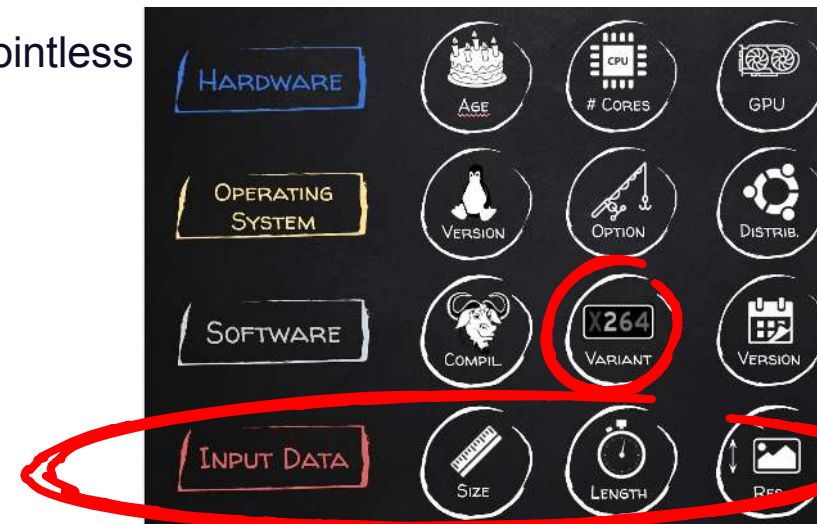 ointless
HARDWARE
AGE
CPU
# CORES
GPU
OPERATING
SYSTEM
VERSION
OPTION
DISTRIB.
SOFTWARE
COMPIL.
X264
VARIANT
VERSION
INPUT DATA
SIZE
LENGTH